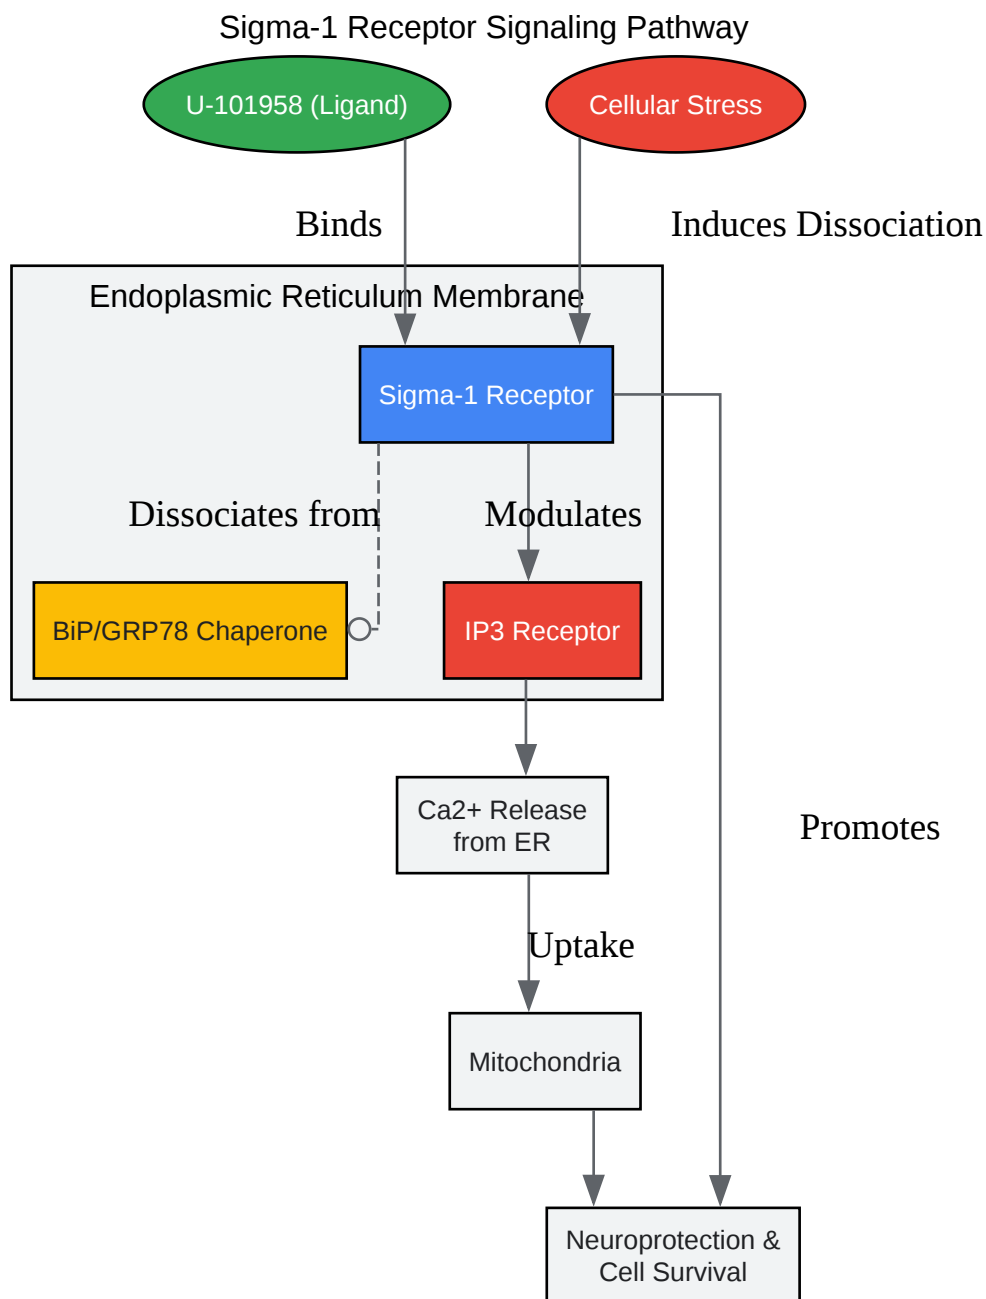 Sigma-1 Receptor Signaling Pathway
U-101958 (Ligand)
Cellular Stress
Binds
Induces Dissociation
Endoplasmic Reticulum Membrane
Sigma-1 Receptor
Dissociates from
Modulates
BiP/GRP78 Chaperone
IP3 Receptor
Ca2+ Release
from ER
Promotes
Uptake
Mitochondria
Neuroprotection &
Cell Survival